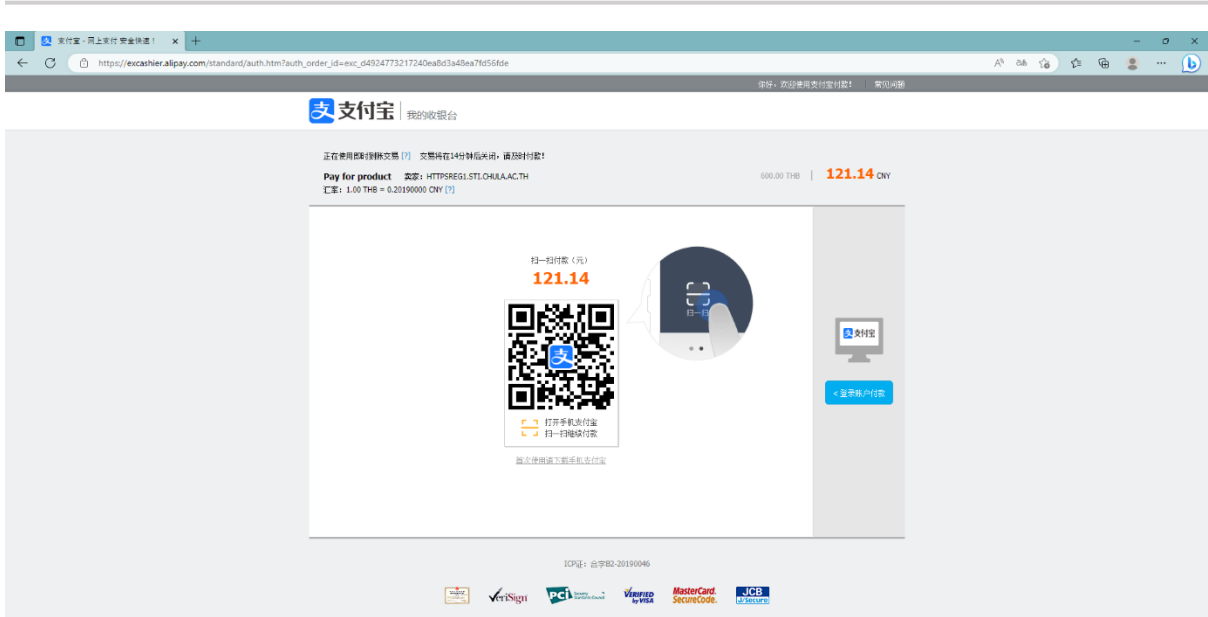 支付宝 - 网上支付 安全快速！
https://excashier.alipay.com/standard/auth.htm?auth_order_id=exc_d4924773217240ea8d3a48ea7fd56fde
你好，欢迎使用支付宝付款！ 常见问题
支付宝 我的收银台
正在使用即时到账交易 [?] 交易将在14分钟后关闭，请及时付款！
Pay for product 卖家：HTTPSREG1.STI.CHULA.AC.TH
600.00 THB | 121.14 CNY
汇率：1.00 THB = 0.20190000 CNY [?]
扫一扫付款（元）
121.14
扫一扫
支付宝
< 登录账户付款
打开手机支付宝
扫一扫继续付款
首次使用请下载手机支付宝
ICP证：合字B2-20190046
VeriSign
PCI
VERIFIED by VISA
MasterCard. SecureCode.
JCB J/Secure